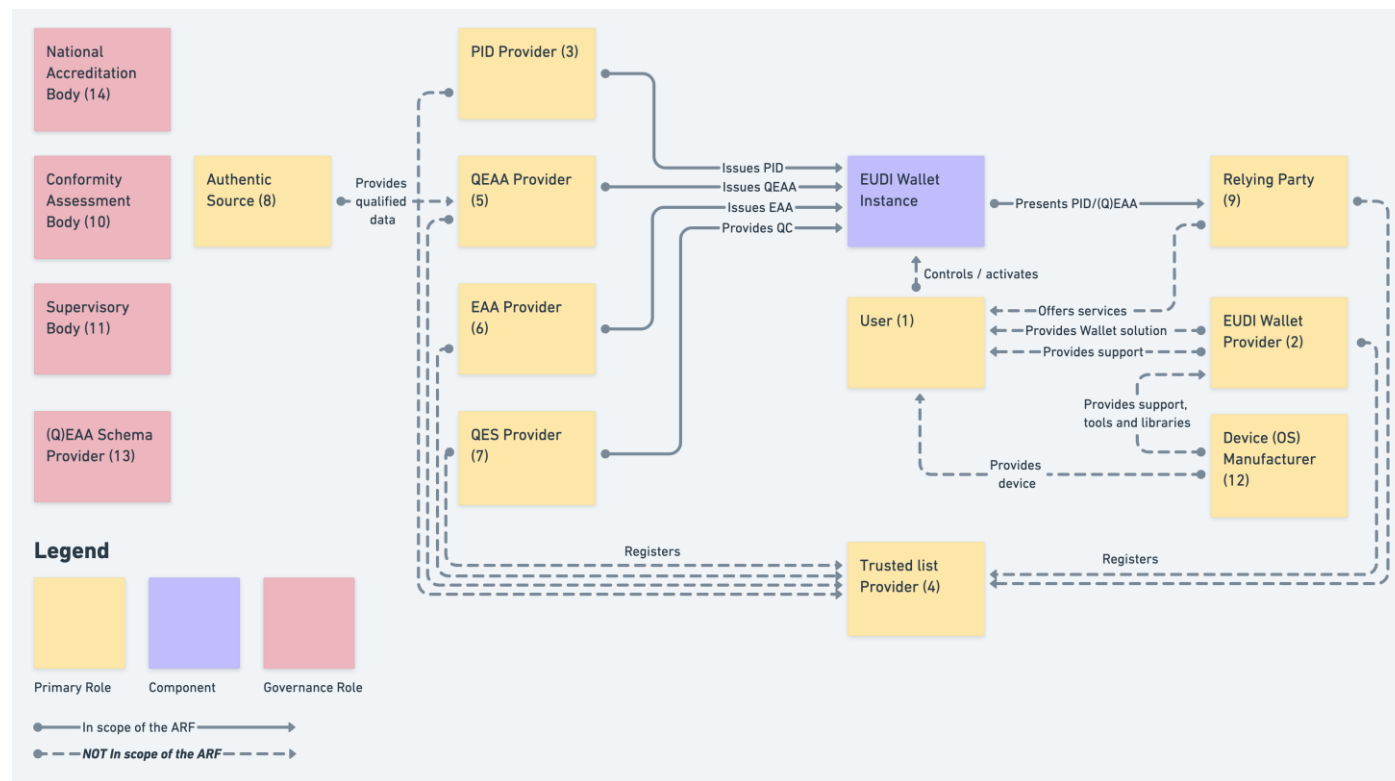 National
Accreditation
Body (14)
PID Provider (3)
Conformity
Assessment
Body (10)
Authentic
Source (8)
Provides
qualified
data
QEAA Provider
(5)
Issues PID
Issues QEAA
Issues EAA
Provides QC
EUDI Wallet
Instance
Presents PID/(Q)EAA
Relying Party
(9)
Controls / activates
Supervisory
Body (11)
EAA Provider
(6)
User (1)
Offers services
Provides Wallet solution
Provides support
EUDI Wallet
Provider (2)
Provides support,
tools and libraries
(Q)EAA Schema
Provider (13)
QES Provider
(7)
Provides
device
Device (OS)
Manufacturer
(12)
Registers
Trusted list
Provider (4)
Registers
Legend
Primary Role
Component
Governance Role
In scope of the ARF
NOT In scope of the ARF